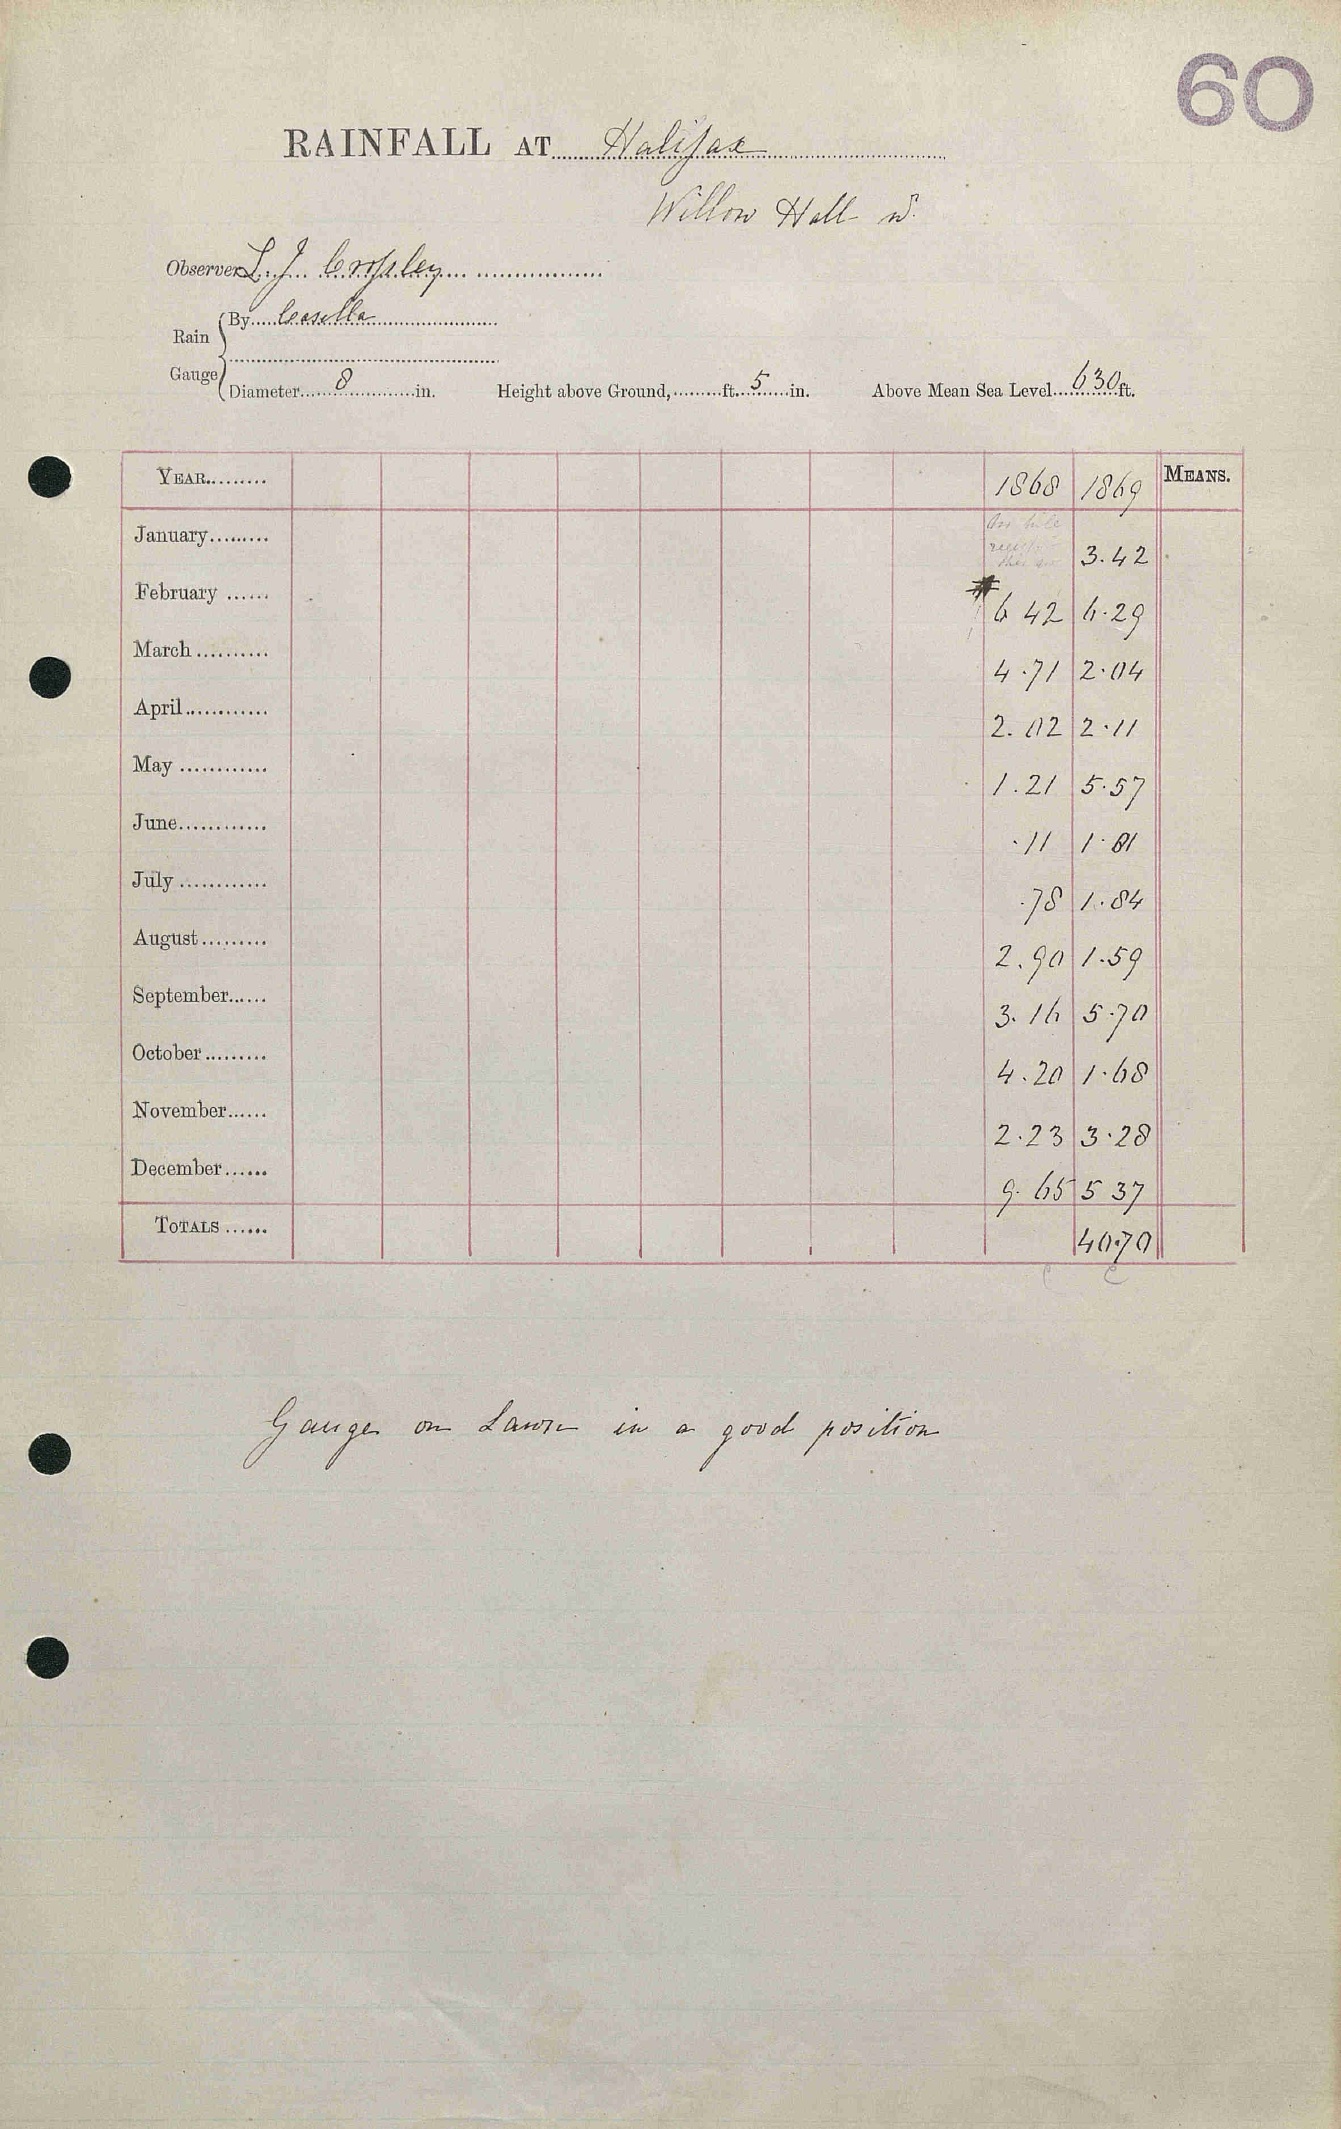 60
RAINFALL AT Halifax
Willow Hall
Observer L. J. Crossley
Rain Gauge { By Casella
Diameter 8 in. Height above Ground, ft. 5 in. Above Mean Sea Level 630 ft.
YEAR 1868 1869 MEANS.
January 3.42
February 6 42 6.29
March 4.71 2.04
April 2.02 2.11
May 1.21 5.57
June .11 1.81
July .78 1.84
August 2.90 1.59
September 3.16 5.70
October 4.20 1.68
November 2.23 3.28
December 9.65 5 37
TOTALS 40.70
Gauge on Lawn in a good position